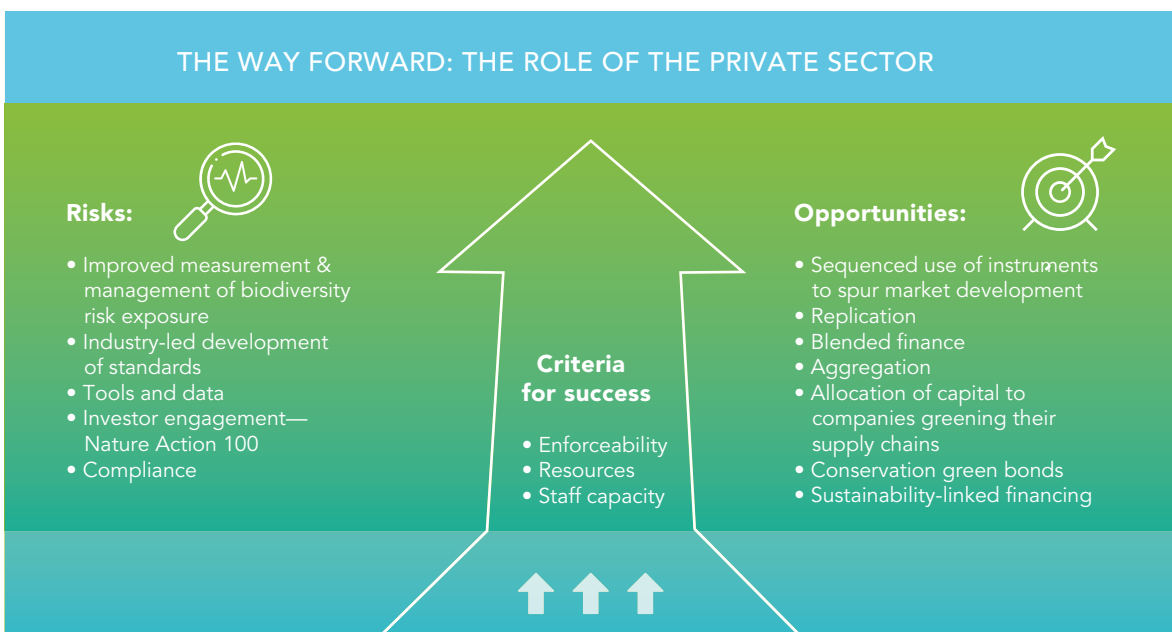 THE WAY FORWARD: THE ROLE OF THE PRIVATE SECTOR
Risks:
• Improved measurement &
management of biodiversity
risk exposure
• Industry-led development
of standards
• Tools and data
• Investor engagement—
Nature Action 100
• Compliance
Criteria
for success
• Enforceability
• Resources
• Staff capacity
Opportunities:
• Sequenced use of instruments
to spur market development
• Replication
• Blended finance
• Aggregation
• Allocation of capital to
companies greening their
supply chains
• Conservation green bonds
• Sustainability-linked financing